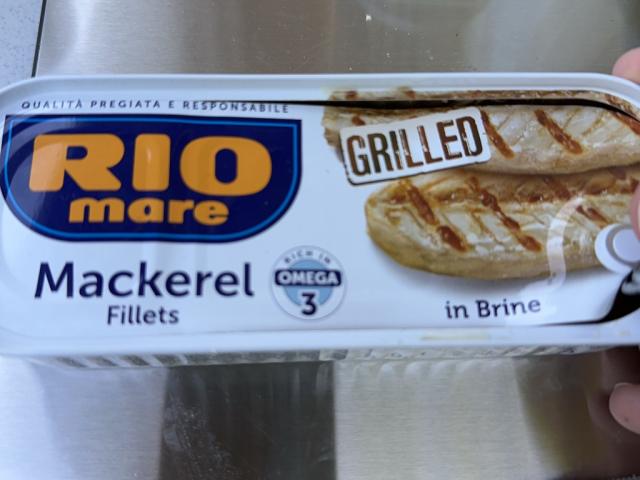 QUALITÀ PREGIATA E RESPONSABILE
RIO
mare
GRILLED
Mackerel
Fillets
RICH IN
OMEGA
3
in Brine